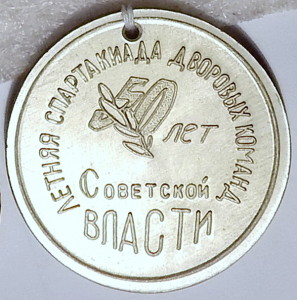 ЛЕТНЯЯ СПАРТАКИАДА ДВОРОВЫХ КОМАНД
50
ЛЕТ
СОВЕТСКОЙ
ВЛАСТИ